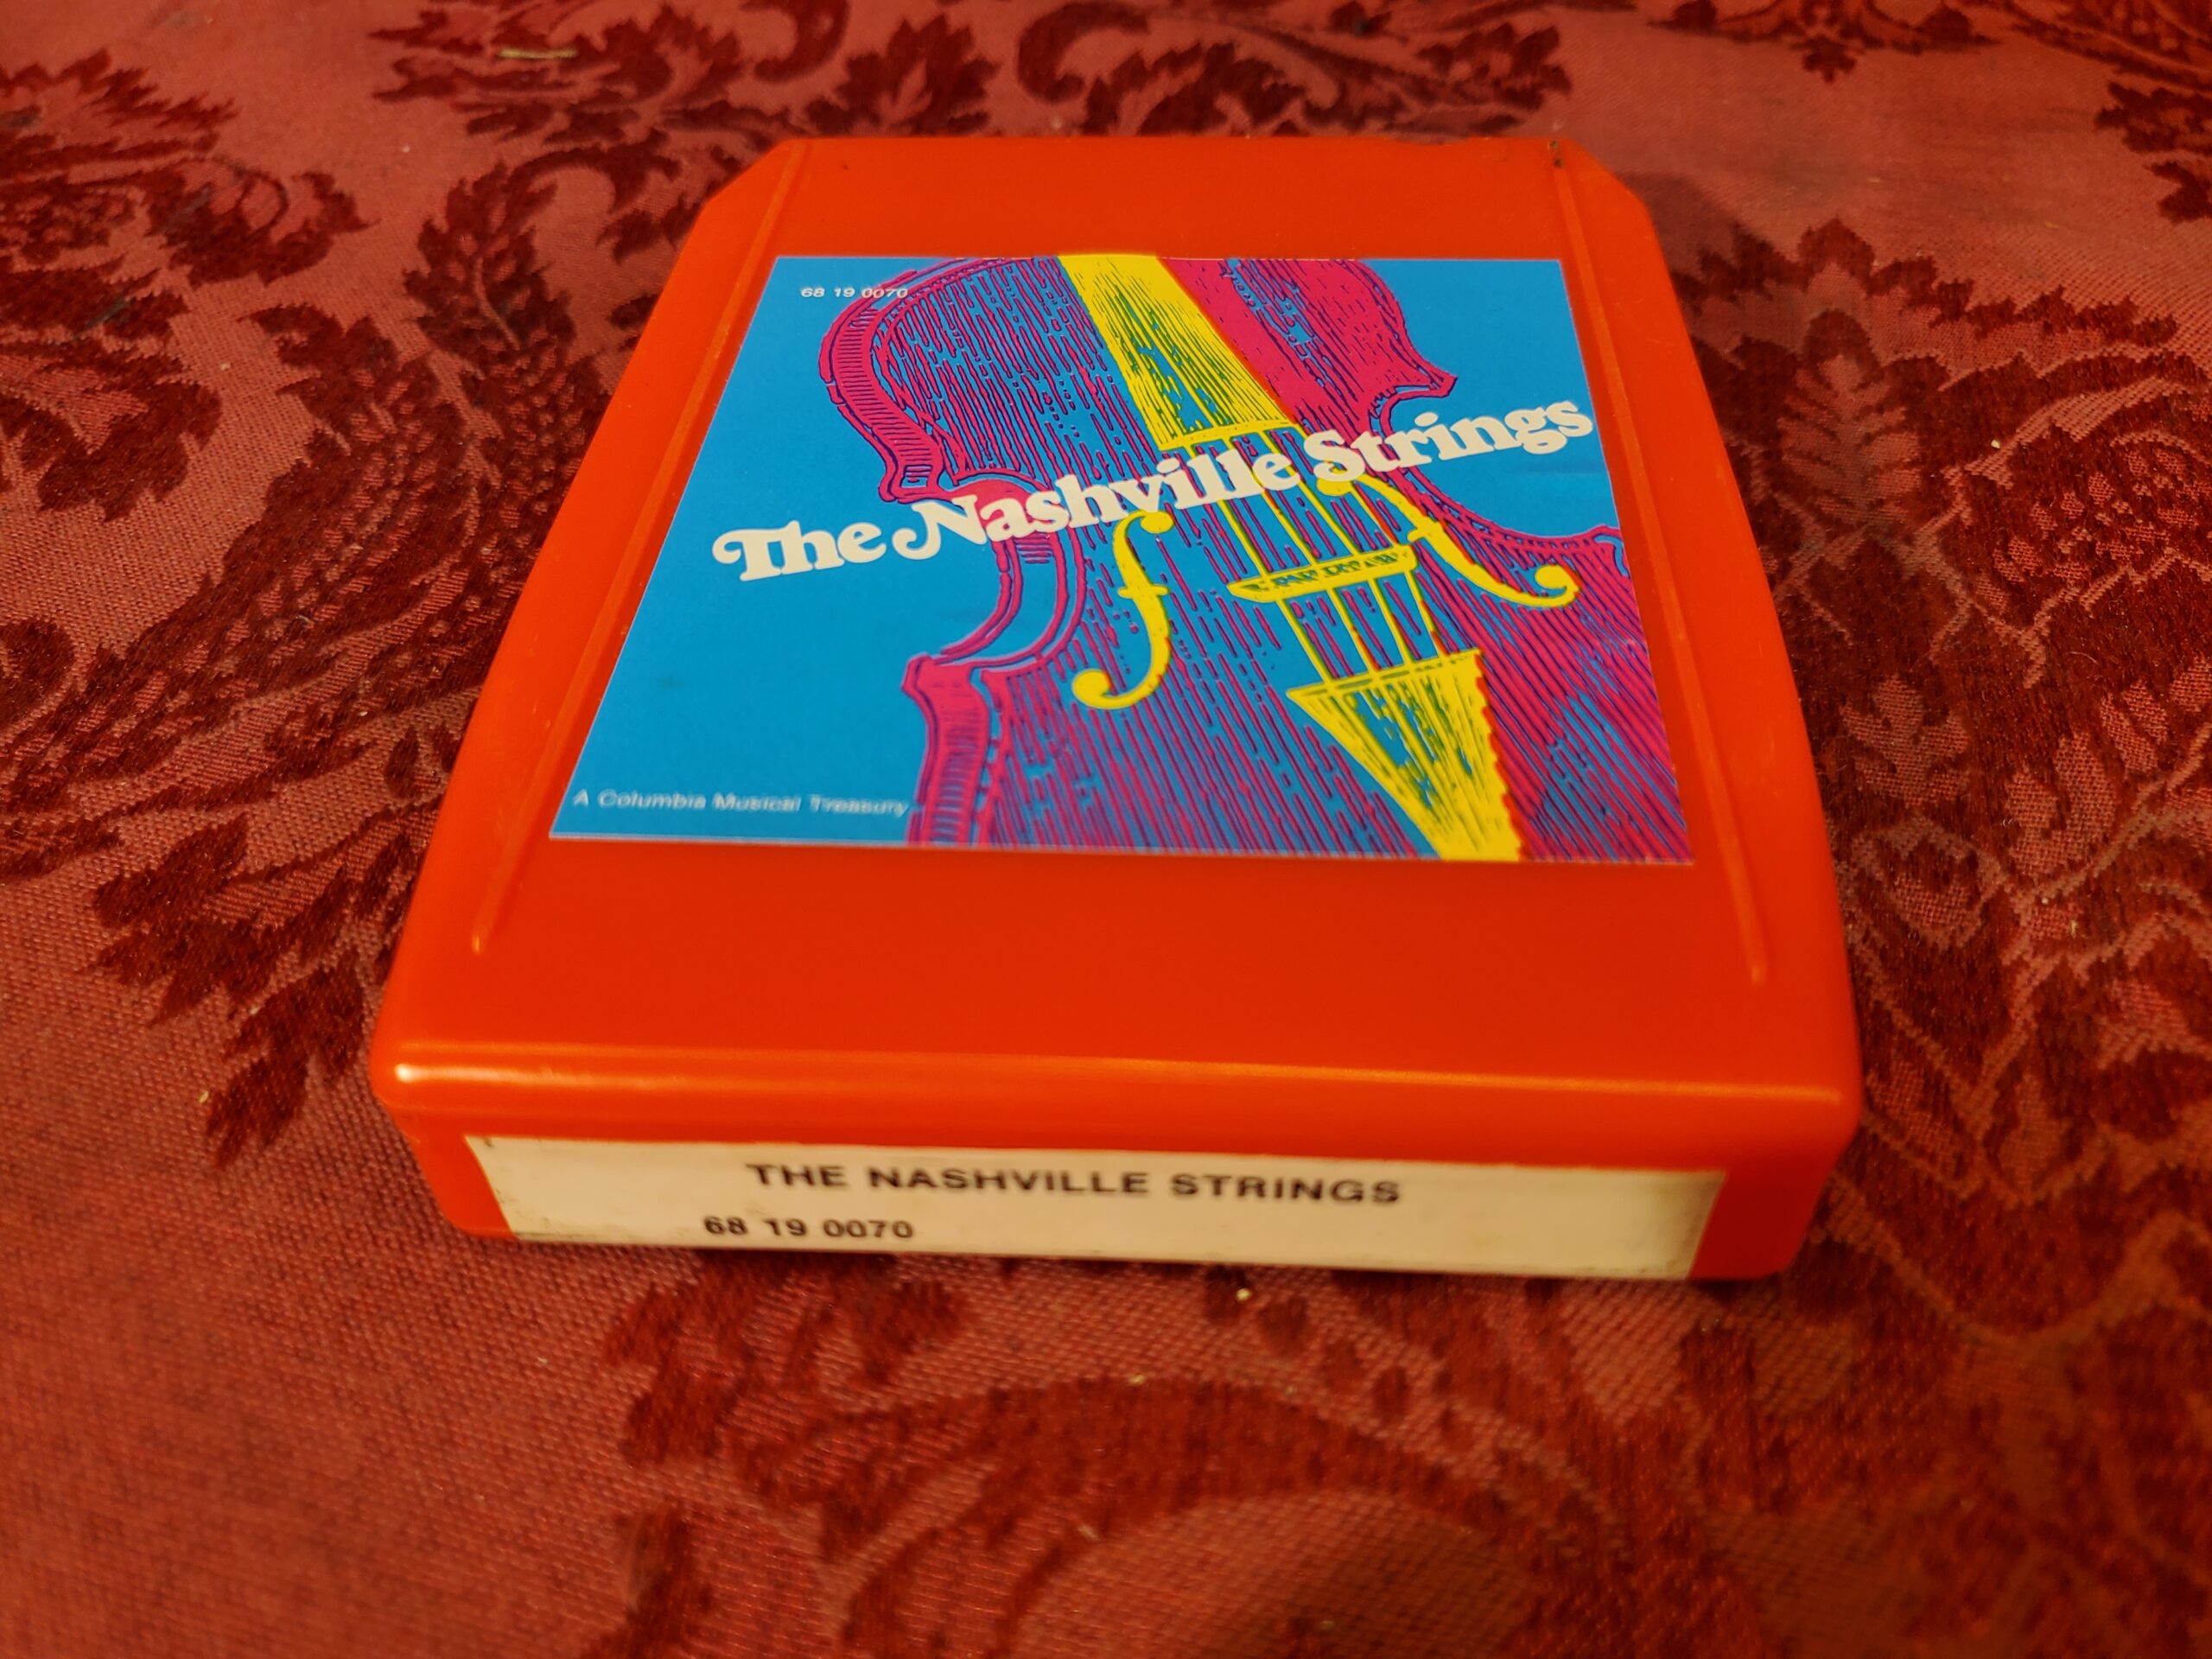 68 19 0070
The Nashville Strings
A Columbia Musical Treasury
THE NASHVILLE STRINGS
68 19 0070